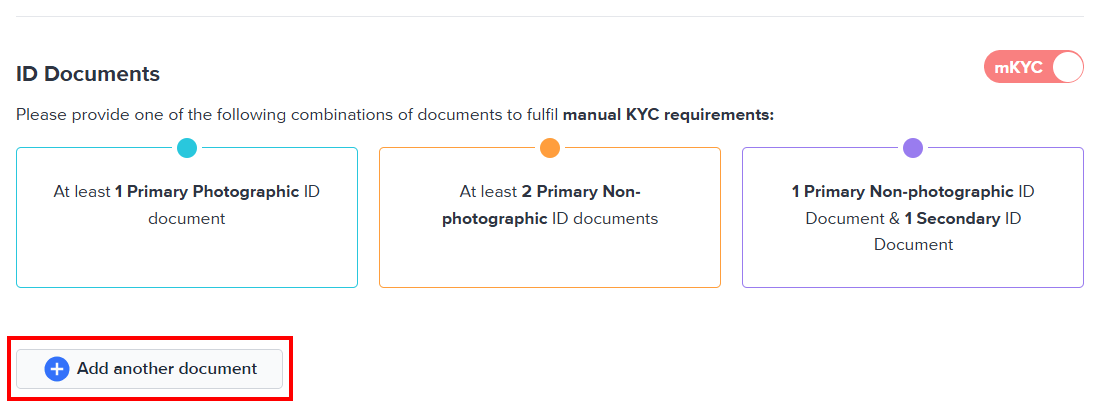 ID Documents
mKYC
Please provide one of the following combinations of documents to fulfil manual KYC requirements:
At least 1 Primary Photographic ID
document
At least 2 Primary Non-
photographic ID documents
1 Primary Non-photographic ID
Document & 1 Secondary ID
Document
Add another document